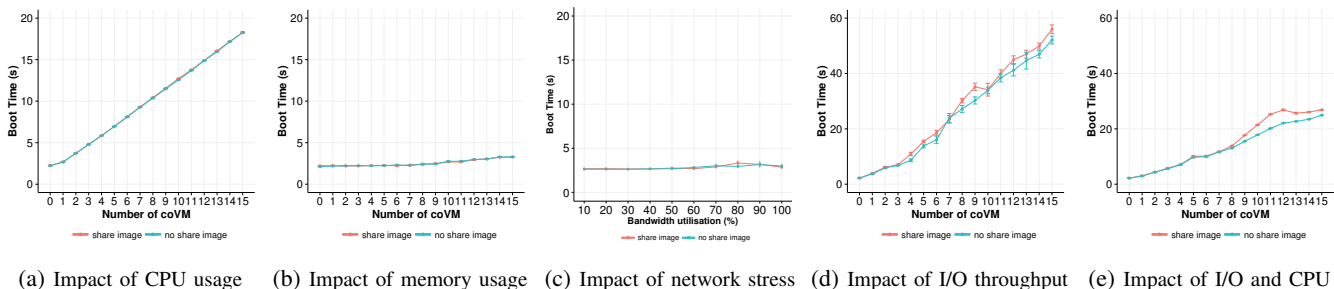 20
15
10
5
0
Boot Time (s)
0 1 2 3 4 5 6 7 8 9 10 11 12 13 14 15
Number of coVM
share image no share image
(a) Impact of CPU usage
20
15
10
5
0
Boot Time (s)
0 1 2 3 4 5 6 7 8 9 10 11 12 13 14 15
Number of coVM
share image no share image
(b) Impact of memory usage
20
15
10
5
0
Boot Time (s)
10 20 30 40 50 60 70 80 90 100
Bandwidth utilisation (%)
share image no share image
(c) Impact of network stress
60
40
20
0
Boot Time (s)
0 1 2 3 4 5 6 7 8 9 10 11 12 13 14 15
Number of coVM
share image no share image
(d) Impact of I/O throughput
60
40
20
0
Boot Time (s)
0 1 2 3 4 5 6 7 8 9 10 11 12 13 14 15
Number of coVM
share image no share image
(e) Impact of I/O and CPU